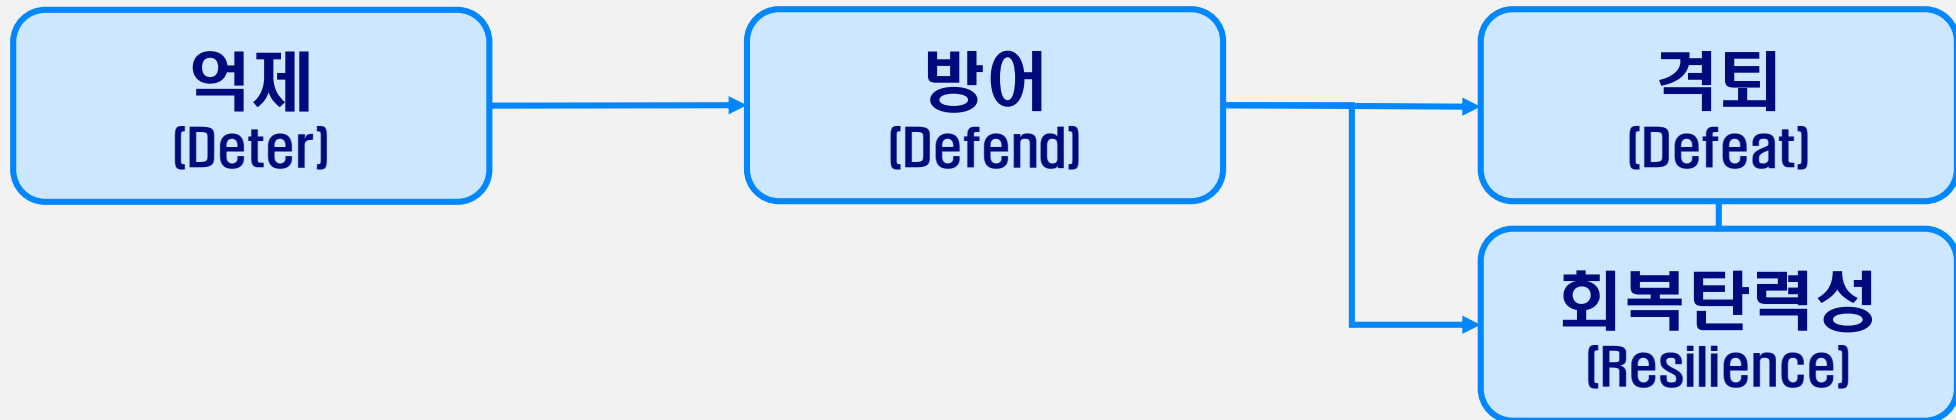 억제
(Deter)
방어
(Defend)
격퇴
(Defeat)
회복탄력성
(Resilience)